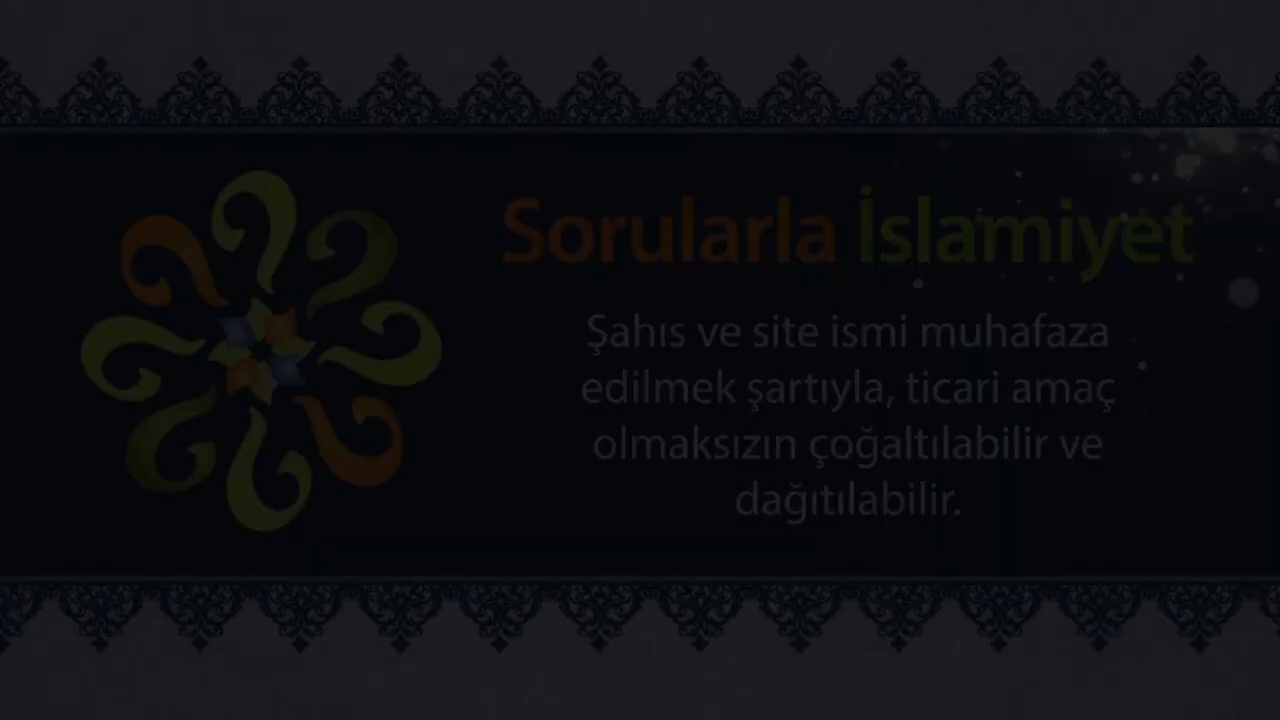 Sorularla İslamiyet
Şahıs ve site ismi muhafaza
edilmek şartıyla, ticari amaç
olmaksızın çoğaltılabilir ve
dağıtılabilir.